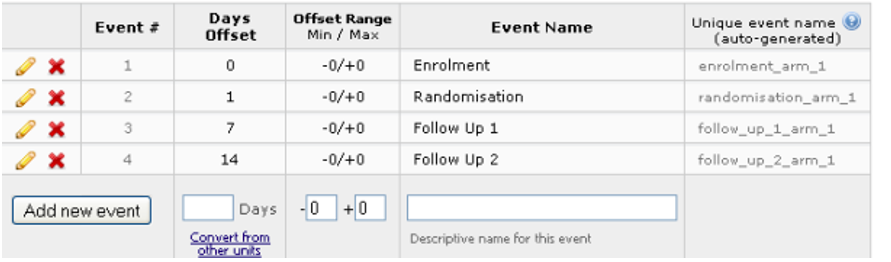 Event # Days Offset Offset Range Min / Max Event Name Unique event name (auto-generated)
1 0 -0/+0 Enrolment enrolment_arm_1
2 1 -0/+0 Randomisation randomisation_arm_1
3 7 -0/+0 Follow Up 1 follow_up_1_arm_1
4 14 -0/+0 Follow Up 2 follow_up_2_arm_1
Add new event Days -0 +0
Convert from other units Descriptive name for this event